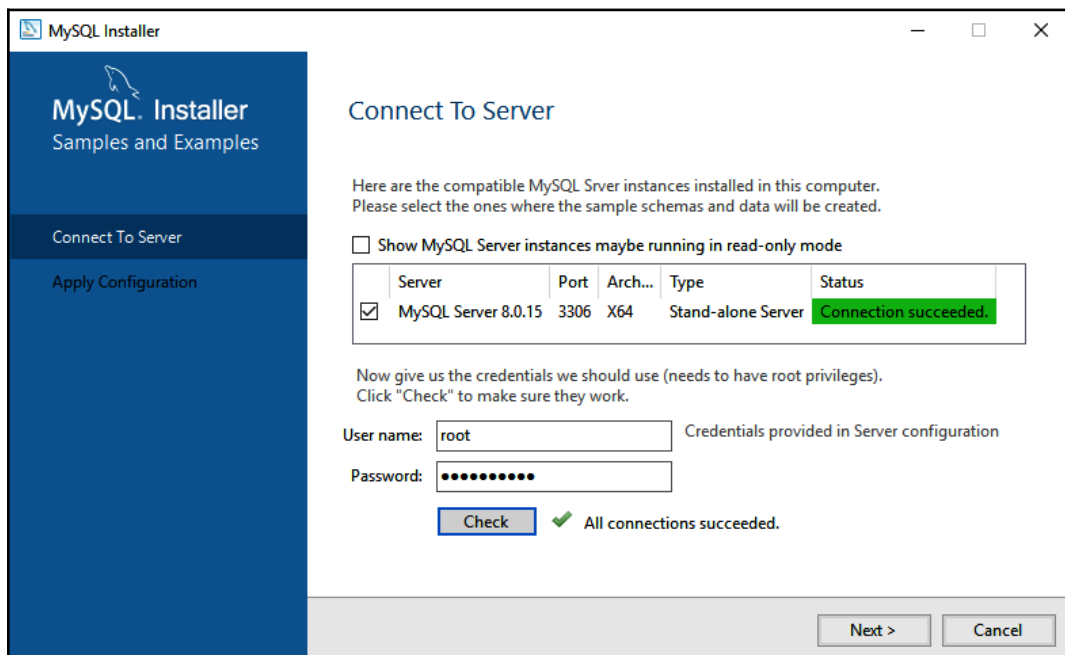 MySQL Installer
MySQL. Installer
Samples and Examples
Connect To Server
Apply Configuration
Connect To Server
Here are the compatible MySQL Srver instances installed in this computer.
Please select the ones where the sample schemas and data will be created.
Show MySQL Server instances maybe running in read-only mode
Server Port Arch... Type Status
MySQL Server 8.0.15 3306 X64 Stand-alone Server Connection succeeded.
Now give us the credentials we should use (needs to have root privileges).
Click "Check" to make sure they work.
User name: root Credentials provided in Server configuration
Password: ●●●●●●●●●●
Check All connections succeeded.
Next > Cancel